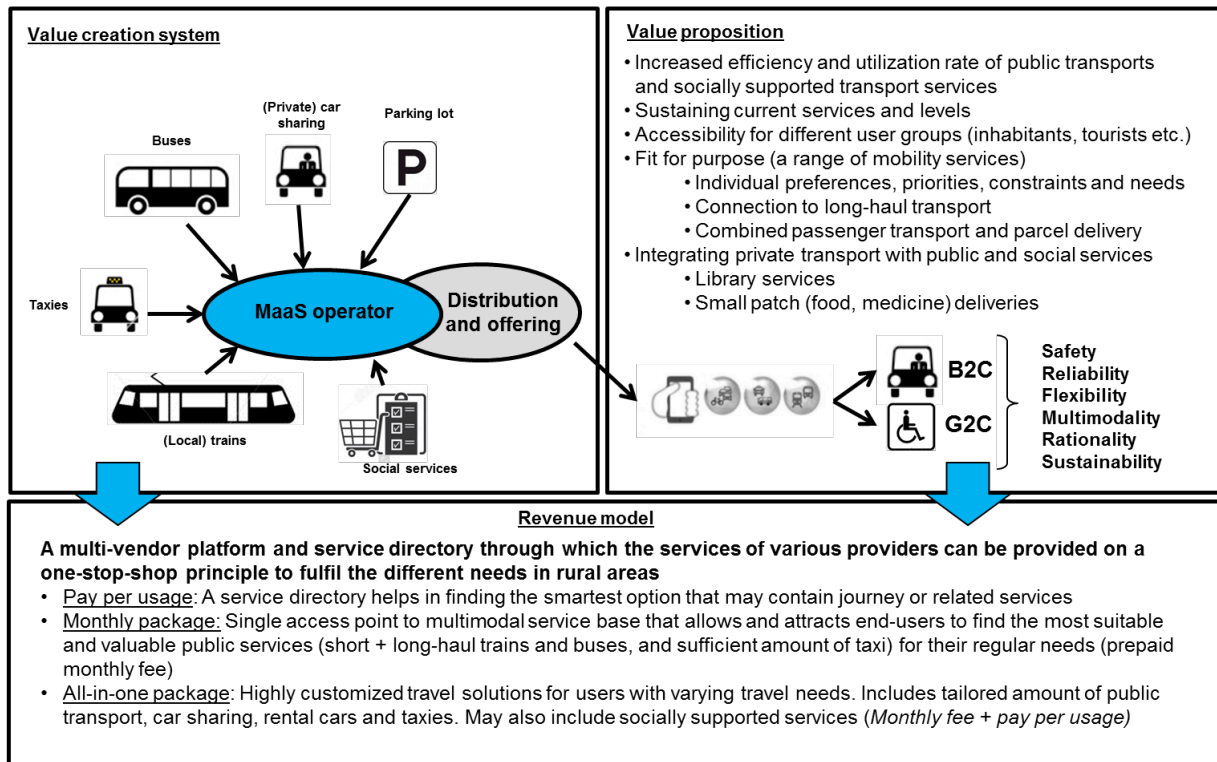 Value creation system
(Private) car
sharing
Parking lot
Buses
P
Taxies
MaaS operator
Distribution
and offering
(Local) trains
Social services
Value proposition
• Increased efficiency and utilization rate of public transports
and socially supported transport services
• Sustaining current services and levels
• Accessibility for different user groups (inhabitants, tourists etc.)
• Fit for purpose (a range of mobility services)
• Individual preferences, priorities, constraints and needs
• Connection to long-haul transport
• Combined passenger transport and parcel delivery
• Integrating private transport with public and social services
• Library services
• Small patch (food, medicine) deliveries
B2C
G2C
Safety
Reliability
Flexibility
Multimodality
Rationality
Sustainability
Revenue model
A multi-vendor platform and service directory through which the services of various providers can be provided on a
one-stop-shop principle to fulfil the different needs in rural areas
• Pay per usage: A service directory helps in finding the smartest option that may contain journey or related services
• Monthly package: Single access point to multimodal service base that allows and attracts end-users to find the most suitable
and valuable public services (short + long-haul trains and buses, and sufficient amount of taxi) for their regular needs (prepaid
monthly fee)
• All-in-one package: Highly customized travel solutions for users with varying travel needs. Includes tailored amount of public
transport, car sharing, rental cars and taxies. May also include socially supported services (Monthly fee + pay per usage)